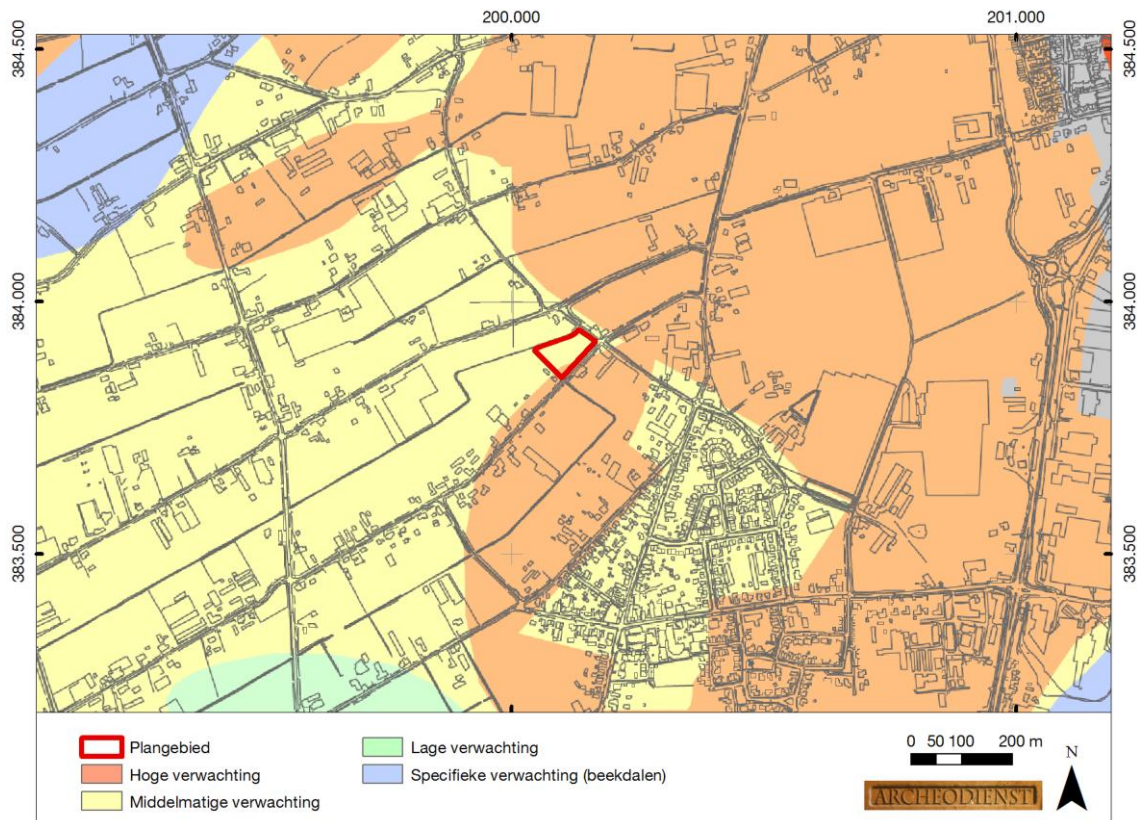 200.000 201.000
384.500 384.500
384.000 384.000
383.500 383.500
Plangebied
Hoge verwachting
Middelmatige verwachting
Lage verwachting
Specifieke verwachting (beekdalen)
0 50 100 200 m
N
ARCHEODIENST